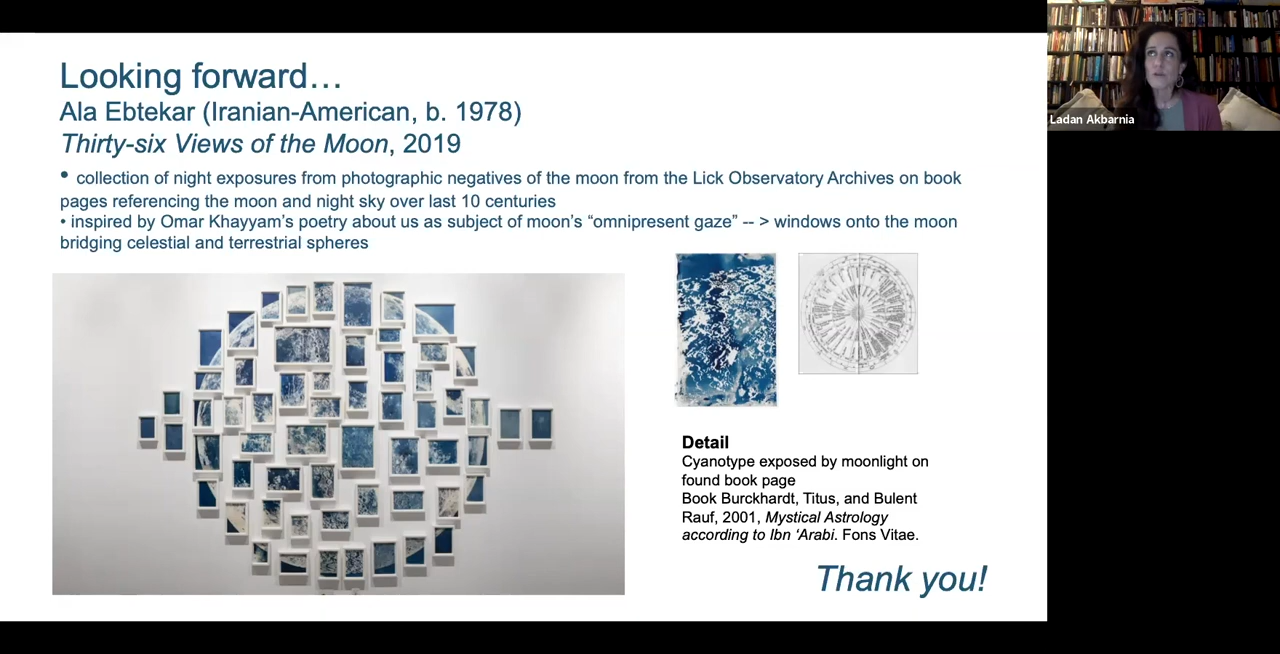 Looking forward…
Ala Ebtekar (Iranian-American, b. 1978)
Thirty-six Views of the Moon, 2019
• collection of night exposures from photographic negatives of the moon from the Lick Observatory Archives on book
pages referencing the moon and night sky over last 10 centuries
• inspired by Omar Khayyam’s poetry about us as subject of moon’s “omnipresent gaze” -- > windows onto the moon
bridging celestial and terrestrial spheres
Detail
Cyanotype exposed by moonlight on
found book page
Book Burckhardt, Titus, and Bulent
Rauf, 2001, Mystical Astrology
according to Ibn ‘Arabi. Fons Vitae.
Thank you!
Ladan Akbarnia